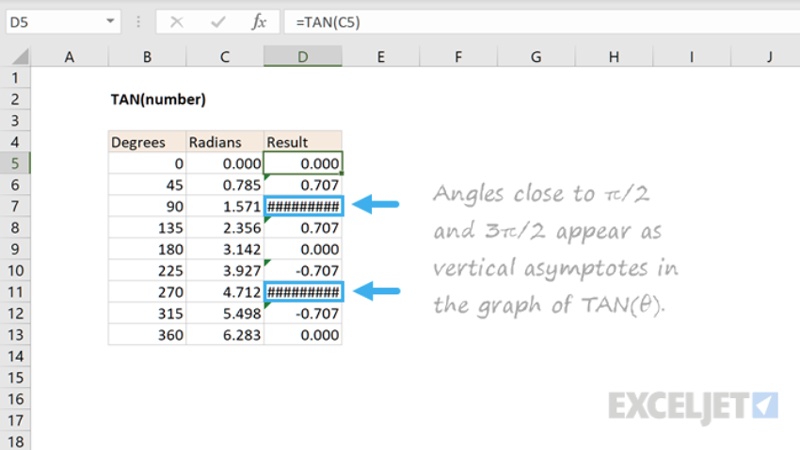 D5 fx =TAN(C5)
A B C D E F G H I J
1
2 TAN(number)
3
4 Degrees Radians Result
5 0 0.000 0.000
6 45 0.785 0.707
7 90 1.571 #########
8 135 2.356 0.707
9 180 3.142 0.000
10 225 3.927 -0.707
11 270 4.712 #########
12 315 5.498 -0.707
13 360 6.283 0.000
14
15
16
17
18
Angles close to π/2
and 3π/2 appear as
vertical asymptotes in
the graph of TAN(θ).
EXCELJET